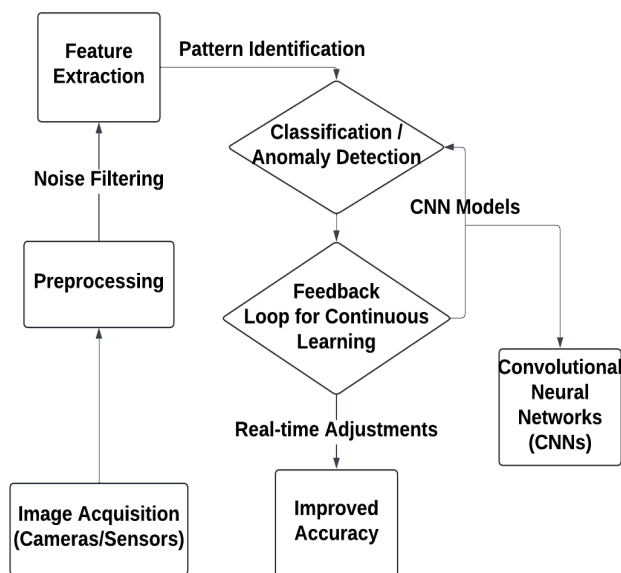 Feature
Extraction
Pattern Identification
Classification /
Anomaly Detection
Noise Filtering
CNN Models
Preprocessing
Feedback
Loop for Continuous
Learning
Convolutional
Neural
Networks
(CNNs)
Real-time Adjustments
Image Acquisition
(Cameras/Sensors)
Improved
Accuracy